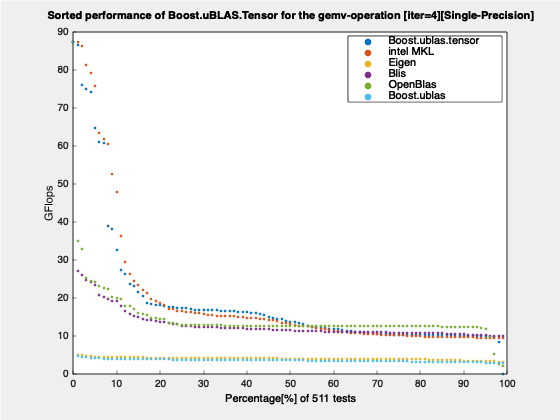 Sorted performance of Boost.uBLAS.Tensor for the gemv-operation [iter=4][Single-Precision]
90
80
70
60
50
40
30
20
10
0
GFlops
Boost.ublas.tensor
intel MKL
Eigen
Blis
OpenBlas
Boost.ublas
0 10 20 30 40 50 60 70 80 90 100
Percentage[%] of 511 tests